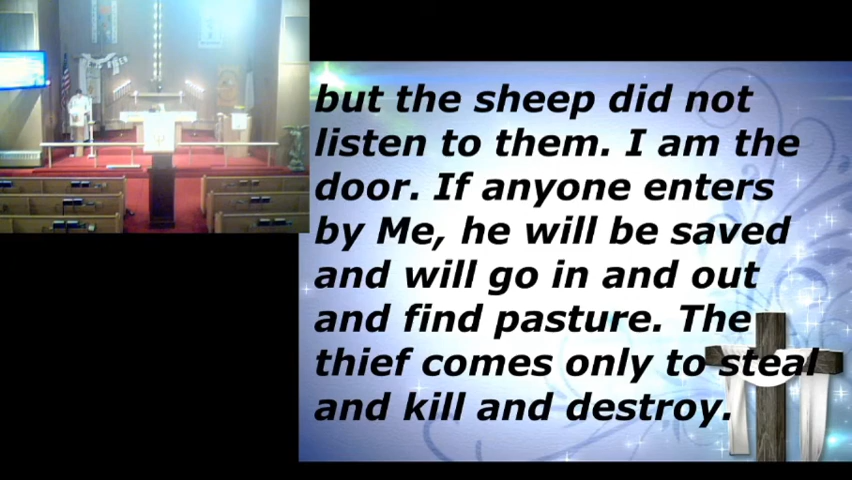 but the sheep did not
listen to them. I am the
door. If anyone enters
by Me, he will be saved
and will go in and out
and find pasture. The
thief comes only to steal
and kill and destroy.